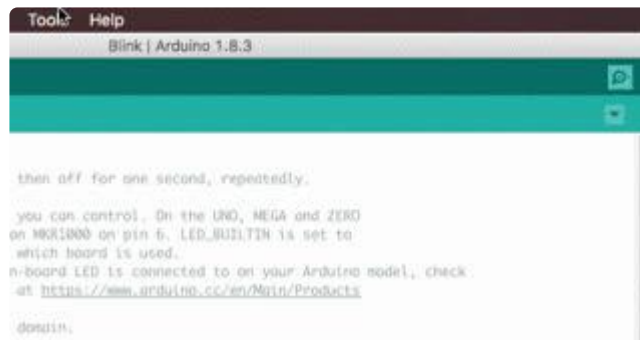 Tools Help
Blink | Arduino 1.8.3
then off for one second, repeatedly.
you can control. On the UNO, MEGA and ZERO
on MKR1000 on pin 6. LED_BUILTIN is set to
which board is used.
n-board LED is connected to on your Arduino model, check
at https://www.arduino.cc/en/Main/Products
domain.